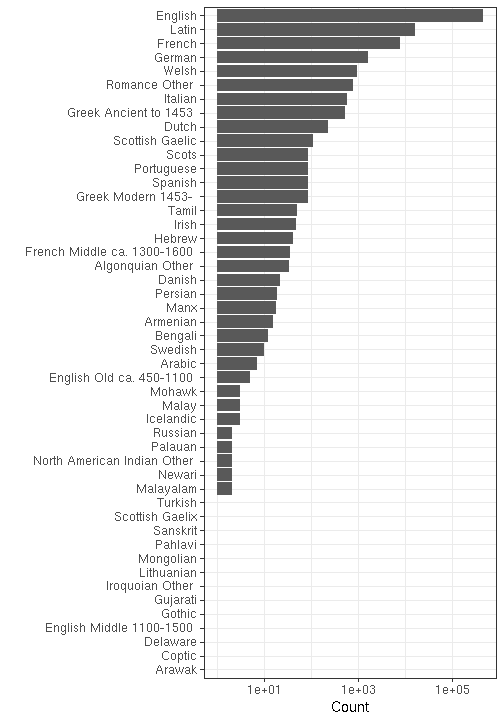 English
Latin
French
German
Welsh
Romance Other
Italian
Greek Ancient to 1453
Dutch
Scottish Gaelic
Scots
Portuguese
Spanish
Greek Modern 1453-
Tamil
Irish
Hebrew
French Middle ca. 1300-1600
Algonquian Other
Danish
Persian
Manx
Armenian
Bengali
Swedish
Arabic
English Old ca. 450-1100
Mohawk
Malay
Icelandic
Russian
Palauan
North American Indian Other
Newari
Malayalam
Turkish
Scottish Gaelix
Sanskrit
Pahlavi
Mongolian
Lithuanian
Iroquoian Other
Gujarati
Gothic
English Middle 1100-1500
Delaware
Coptic
Arawak
1e+01 1e+03 1e+05
Count